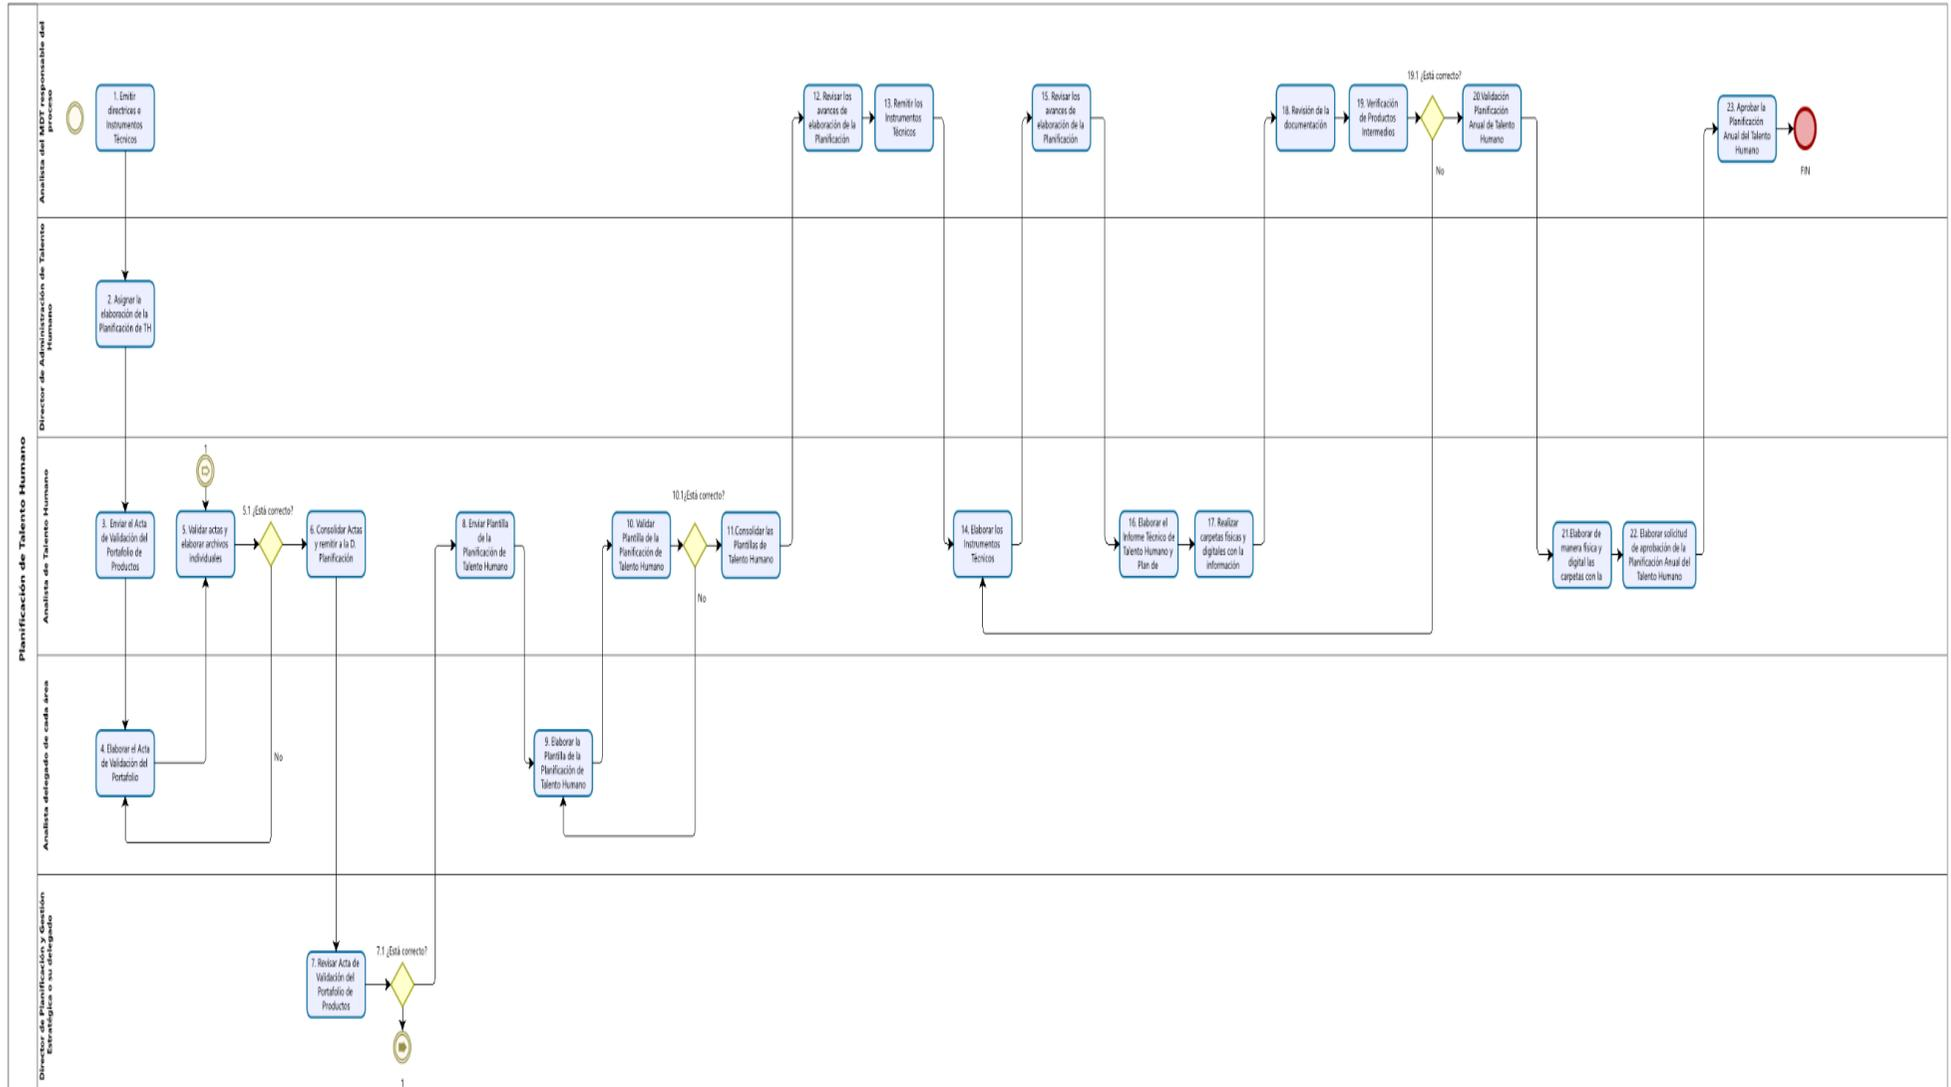 Planificación de Talento Humano
Analista del MDT responsable del
proceso
1. Emitir
directrices e
Instrumentos
Técnicos
12. Revisar los
avances de
elaboración de la
Planificación
13. Remitir los
Instrumentos
Técnicos
15. Revisar los
avances de
elaboración de la
Planificación
18. Revisión de la
documentación
19. Verificación
de Productos
Intermedios
19.1 ¿Está correcto?
No
20.Validación
Planificación
Anual de Talento
Humano
23. Aprobar la
Planificación
Anual del Talento
Humano
FIN
Director de Administración de Talento
Humano
2. Asignar la
elaboración de la
Planificación de TH
Analista de Talento Humano
3. Enviar el Acta
de Validación del
Portafolio de
Productos
1
5. Validar actas y
elaborar archivos
individuales
5.1 ¿Está correcto?
6. Consolidar Actas
y remitir a la D.
Planificación
8. Enviar Plantilla
de la
Planificación de
Talento Humano
10. Validar
Plantilla de la
Planificación de
Talento Humano
10.1¿Está correcto?
No
11.Consolidar las
Plantillas de
Talento Humano
14. Elaborar los
Instrumentos
Técnicos
16. Elaborar el
Informe Técnico de
Talento Humano y
Plan de
17. Realizar
carpetas físicas y
digitales con la
información
21.Elaborar de
manera física y
digital las
carpetas con la
22. Elaborar solicitud
de aprobación de la
Planificación Anual del
Talento Humano
Analista delegado de cada área
4. Elaborar el Acta
de Validación del
Portafolio
No
9. Elaborar la
Plantilla de la
Planificación de
Talento Humano
Director de Planificación y Gestión
Estratégica o su delegado
7. Revisar Acta de
Validación del
Portafolio de
Productos
7.1 ¿Está correcto?
1